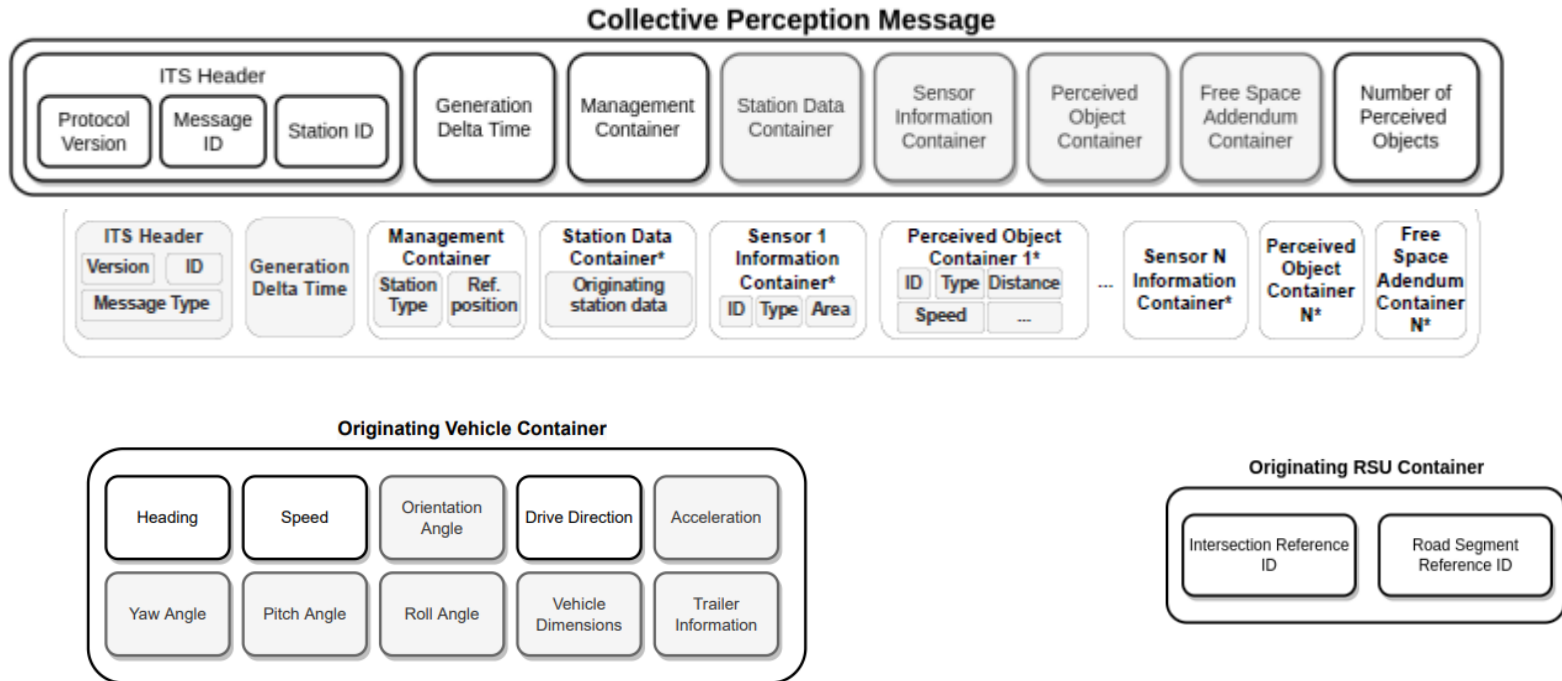 Collective Perception Message
ITS Header
Protocol
Version
Message
ID
Station ID
Generation
Delta Time
Management
Container
Station Data
Container
Sensor
Information
Container
Perceived
Object
Container
Free Space
Addendum
Container
Number of
Perceived
Objects
ITS Header
Version
ID
Message Type
Generation
Delta Time
Management
Container
Station
Type
Ref.
position
Station Data
Container*
Originating
station data
Sensor 1
Information
Container*
ID
Type
Area
Perceived Object
Container 1*
ID
Type
Distance
Speed
...
...
Sensor N
Information
Container*
Perceived
Object
Container
N*
Free
Space
Adendum
Container
N*
Originating Vehicle Container
Heading
Speed
Orientation
Angle
Drive Direction
Acceleration
Yaw Angle
Pitch Angle
Roll Angle
Vehicle
Dimensions
Trailer
Information
Originating RSU Container
Intersection Reference
ID
Road Segment
Reference ID